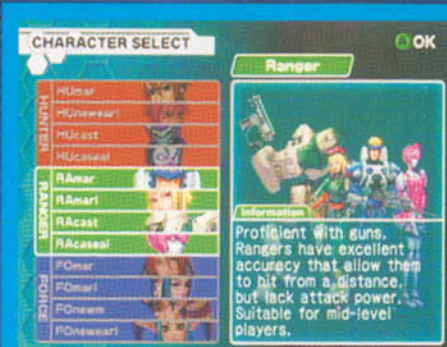 CHARACTER SELECT
A OK
HUNTER
HUmar
HUnewearl
HUcast
HUcaseal
RANGER
RAmar
RAmarl
RAcast
RAcaseal
FORCE
FOmar
FOmarl
FOnewm
FOnewearl
Ranger
Information
Proficient with guns.
Rangers have excellent
accuracy that allow them
to hit from a distance,
but lack attack power.
Suitable for mid-level
players.